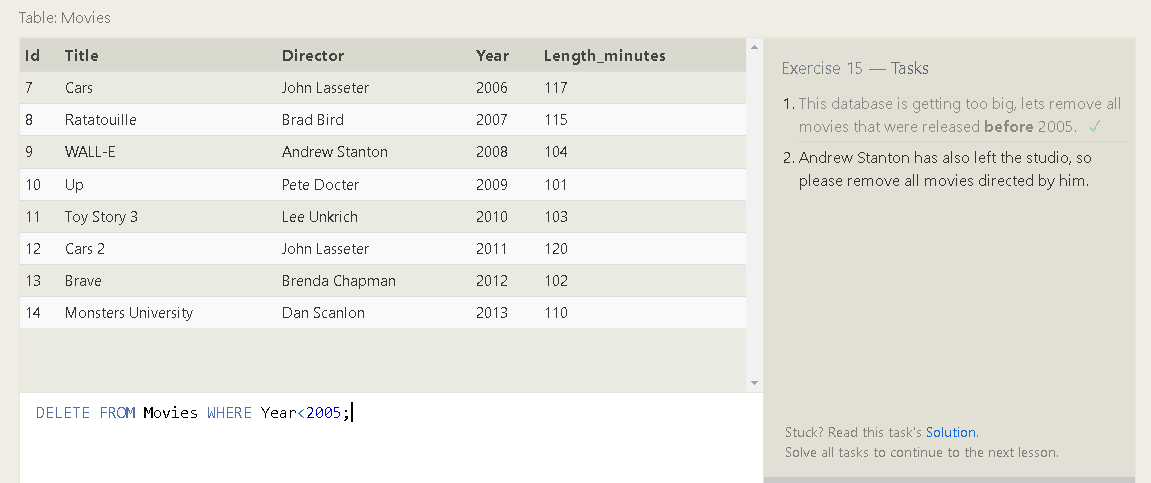 Table: Movies
Id Title Director Year Length_minutes
7 Cars John Lasseter 2006 117
8 Ratatouille Brad Bird 2007 115
9 WALL-E Andrew Stanton 2008 104
10 Up Pete Docter 2009 101
11 Toy Story 3 Lee Unkrich 2010 103
12 Cars 2 John Lasseter 2011 120
13 Brave Brenda Chapman 2012 102
14 Monsters University Dan Scanlon 2013 110
DELETE FROM Movies WHERE Year<2005;
Exercise 15 — Tasks
1. This database is getting too big, lets remove all
movies that were released before 2005. ✓
2. Andrew Stanton has also left the studio, so
please remove all movies directed by him.
Stuck? Read this task's Solution.
Solve all tasks to continue to the next lesson.